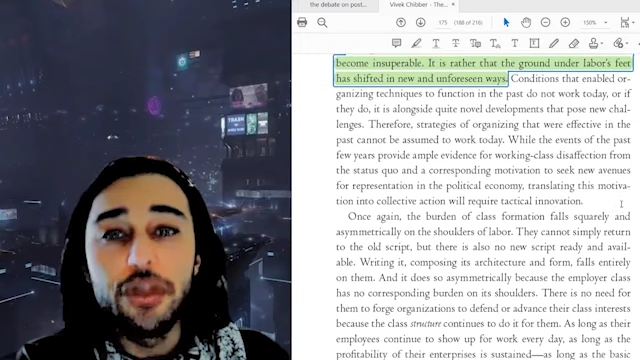 the debate on post...
Vivek Chibber - The...
173
(188 of 216)
150%
become insuperable. It is rather that the ground under labor's feet
has shifted in new and unforeseen ways. Conditions that enabled or-
ganizing techniques to function in the past do not work today, or if
they do, it is alongside quite novel developments that pose new chal-
lenges. Therefore, strategies of organizing that were effective in the
past cannot be assumed to work today. While the events of the past
few years provide ample evidence for working-class disaffection from
the status quo and a corresponding motivation to seek new avenues
for representation in the political economy, translating this motiva-
tion into collective action will require tactical innovation.
Once again, the burden of class formation falls squarely and
asymmetrically on the shoulders of labor. They cannot simply return
to the old script, but there is also no new script ready and avail-
able. Writing it, composing its architecture and form, falls entirely
on them. And it does so asymmetrically because the employer class
has no corresponding burden on its shoulders. There is no need for
them to forge organizations to defend or advance their class interests
because the class structure continues to do it for them. As long as their
employees continue to show up for work every day, as long as the
profitability of their enterprises is sustained—as long as the basic